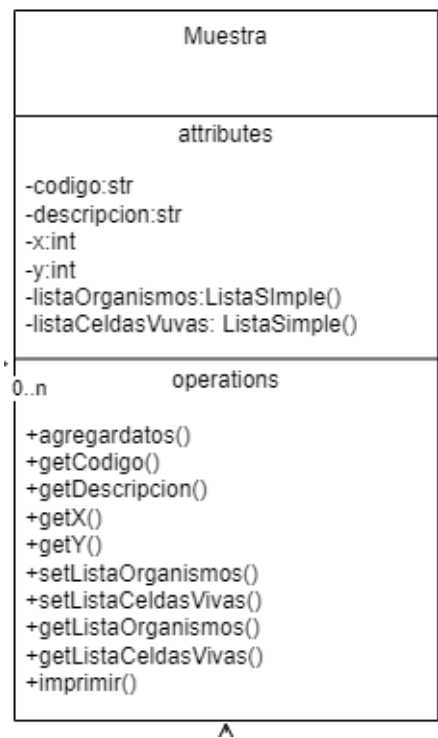 Muestra
attributes
-codigo:str
-descripcion:str
-x:int
-y:int
-listaOrganismos:ListaSImple()
-listaCeldasVuvas: ListaSimple()
0..n
operations
+agregardatos()
+getCodigo()
+getDescripcion()
+getX()
+getY()
+setListaOrganismos()
+setListaCeldasVivas()
+getListaOrganismos()
+getListaCeldasVivas()
+imprimir()